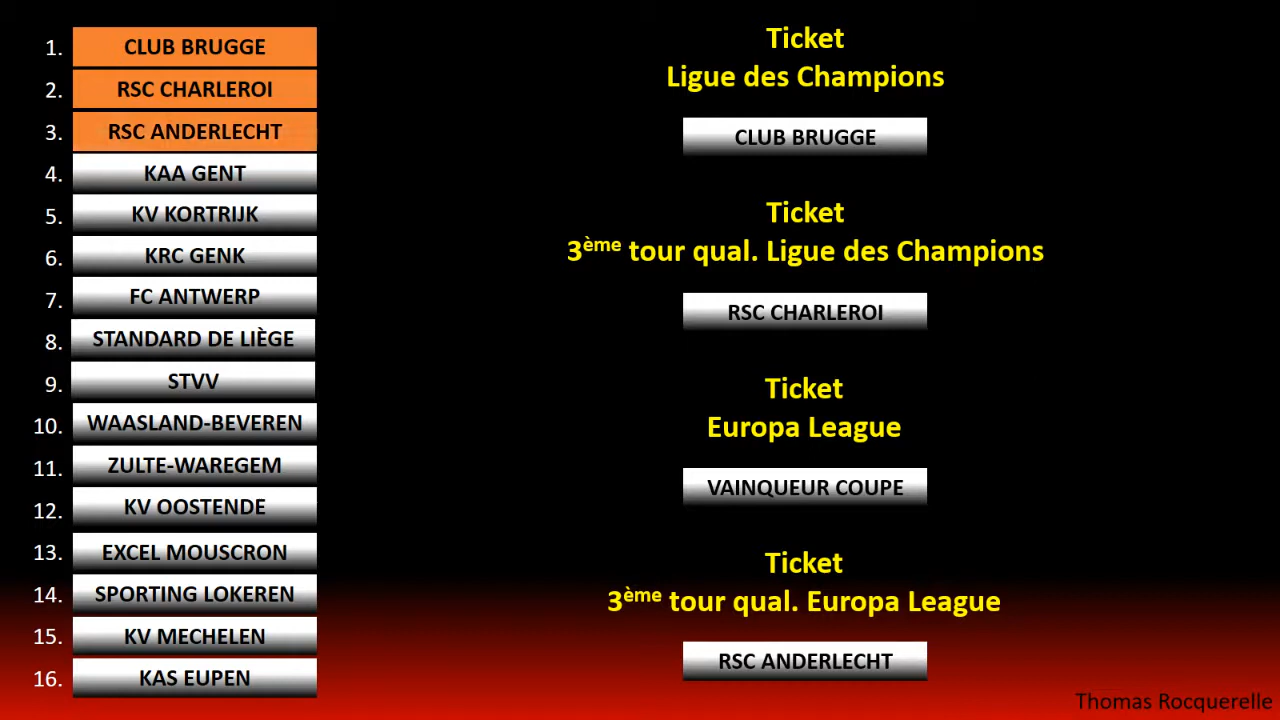 1. CLUB BRUGGE
2. RSC CHARLEROI
3. RSC ANDERLECHT
4. KAA GENT
5. KV KORTRIJK
6. KRC GENK
7. FC ANTWERP
8. STANDARD DE LIÈGE
9. STVV
10. WAASLAND-BEVEREN
11. ZULTE-WAREGEM
12. KV OOSTENDE
13. EXCEL MOUSCRON
14. SPORTING LOKEREN
15. KV MECHELEN
16. KAS EUPEN
Ticket
Ligue des Champions
CLUB BRUGGE
Ticket
3ème tour qual. Ligue des Champions
RSC CHARLEROI
Ticket
Europa League
VAINQUEUR COUPE
Ticket
3ème tour qual. Europa League
RSC ANDERLECHT
Thomas Rocquerelle